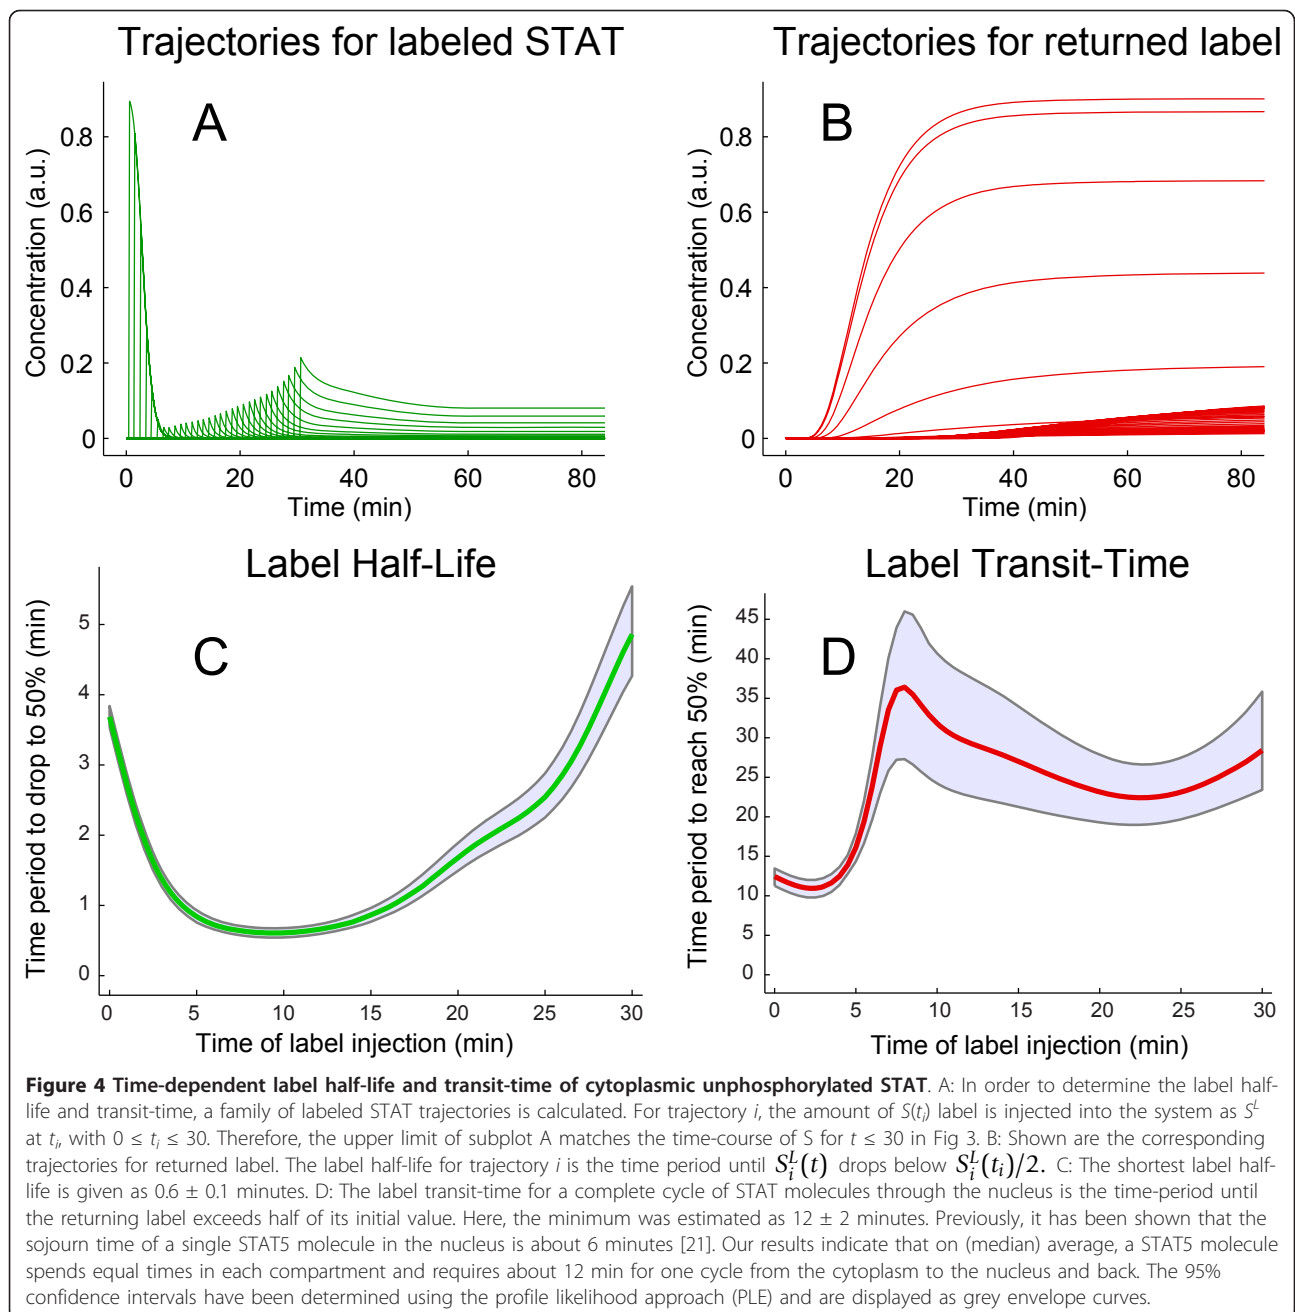 Trajectories for labeled STAT
Trajectories for returned label
A
B
Concentration (a.u.)
0.8
0.6
0.4
0.2
0
0 20 40 60 80
Time (min)
Concentration (a.u.)
0.8
0.6
0.4
0.2
0
0 20 40 60 80
Time (min)
Label Half-Life
Label Transit-Time
C
D
Time period to drop to 50% (min)
5
4
3
2
1
0
0 5 10 15 20 25 30
Time of label injection (min)
Time period to reach 50% (min)
45
40
35
30
25
20
15
10
5
0
0 5 10 15 20 25 30
Time of label injection (min)
Figure 4 Time-dependent label half-life and transit-time of cytoplasmic unphosphorylated STAT. A: In order to determine the label half-
life and transit-time, a family of labeled STAT trajectories is calculated. For trajectory i, the amount of S(tᵢ) label is injected into the system as Sᴸ
at tᵢ, with 0 ≤ tᵢ ≤ 30. Therefore, the upper limit of subplot A matches the time-course of S for t ≤ 30 in Fig 3. B: Shown are the corresponding
trajectories for returned label. The label half-life for trajectory i is the time period until Sᵢᴸ(t) drops below Sᵢᴸ(tᵢ)/2. C: The shortest label half-
life is given as 0.6 ± 0.1 minutes. D: The label transit-time for a complete cycle of STAT molecules through the nucleus is the time-period until
the returning label exceeds half of its initial value. Here, the minimum was estimated as 12 ± 2 minutes. Previously, it has been shown that the
sojourn time of a single STAT5 molecule in the nucleus is about 6 minutes [21]. Our results indicate that on (median) average, a STAT5 molecule
spends equal times in each compartment and requires about 12 min for one cycle from the cytoplasm to the nucleus and back. The 95%
confidence intervals have been determined using the profile likelihood approach (PLE) and are displayed as grey envelope curves.